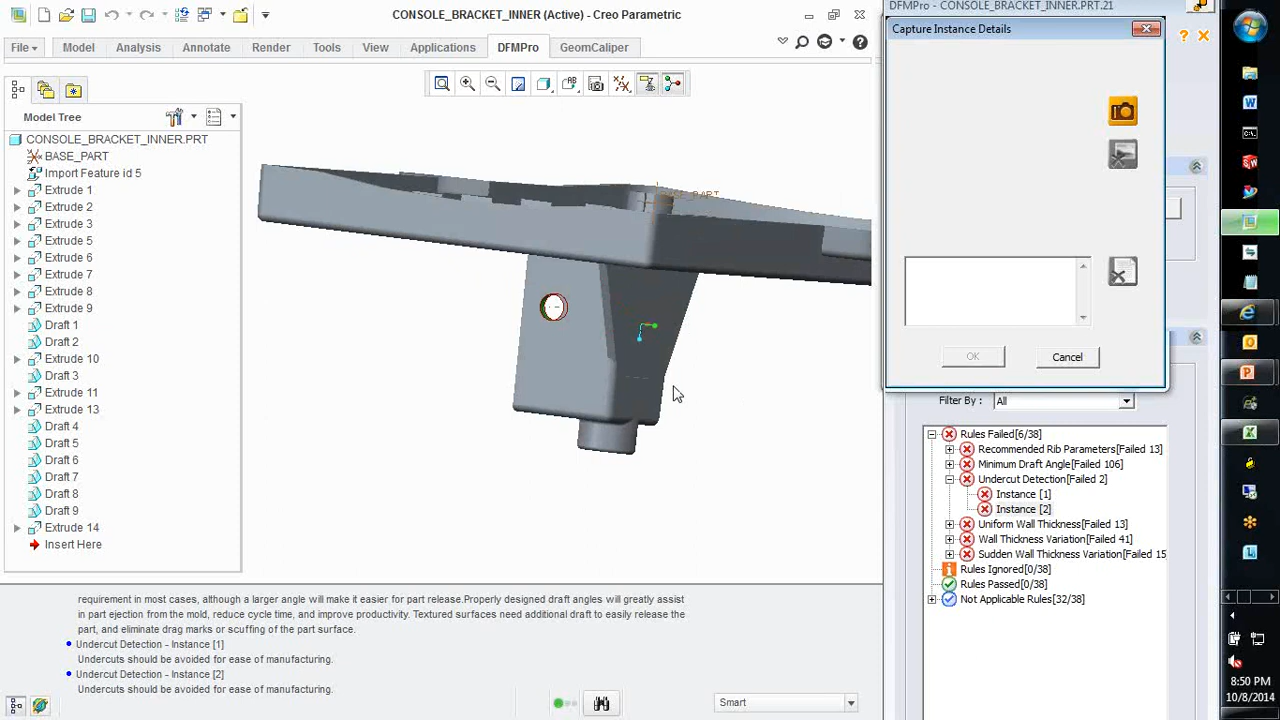 CONSOLE_BRACKET_INNER (Active) - Creo Parametric
DFMPro - CONSOLE_BRACKET_INNER.PRT.21
Capture Instance Details
File
Model
Analysis
Annotate
Render
Tools
View
Applications
DFMPro
GeomCaliper
Model Tree
CONSOLE_BRACKET_INNER.PRT
BASE_PART
Import Feature id 5
Extrude 1
Extrude 2
Extrude 3
Extrude 5
Extrude 6
Extrude 7
Extrude 8
Extrude 9
Draft 1
Draft 2
Extrude 10
Draft 3
Extrude 11
Extrude 13
Draft 4
Draft 5
Draft 6
Draft 7
Draft 8
Draft 9
Extrude 14
Insert Here
OK
Cancel
Filter By :
All
Rules Failed[6/38]
Recommended Rib Parameters[Failed 13]
Minimum Draft Angle[Failed 106]
Undercut Detection[Failed 2]
Instance [1]
Instance [2]
Uniform Wall Thickness[Failed 13]
Wall Thickness Variation[Failed 41]
Sudden Wall Thickness Variation[Failed 15
Rules Ignored[0/38]
Rules Passed[0/38]
Not Applicable Rules[32/38]
requirement in most cases, although a larger angle will make it easier for part release.Properly designed draft angles will greatly assist
in part ejection from the mold, reduce cycle time, and improve productivity. Textured surfaces need additional draft to easily release the
part, and eliminate drag marks or scuffing of the part surface.
Undercut Detection - Instance [1]
Undercuts should be avoided for ease of manufacturing.
Undercut Detection - Instance [2]
Undercuts should be avoided for ease of manufacturing.
Smart
8:50 PM
10/8/2014